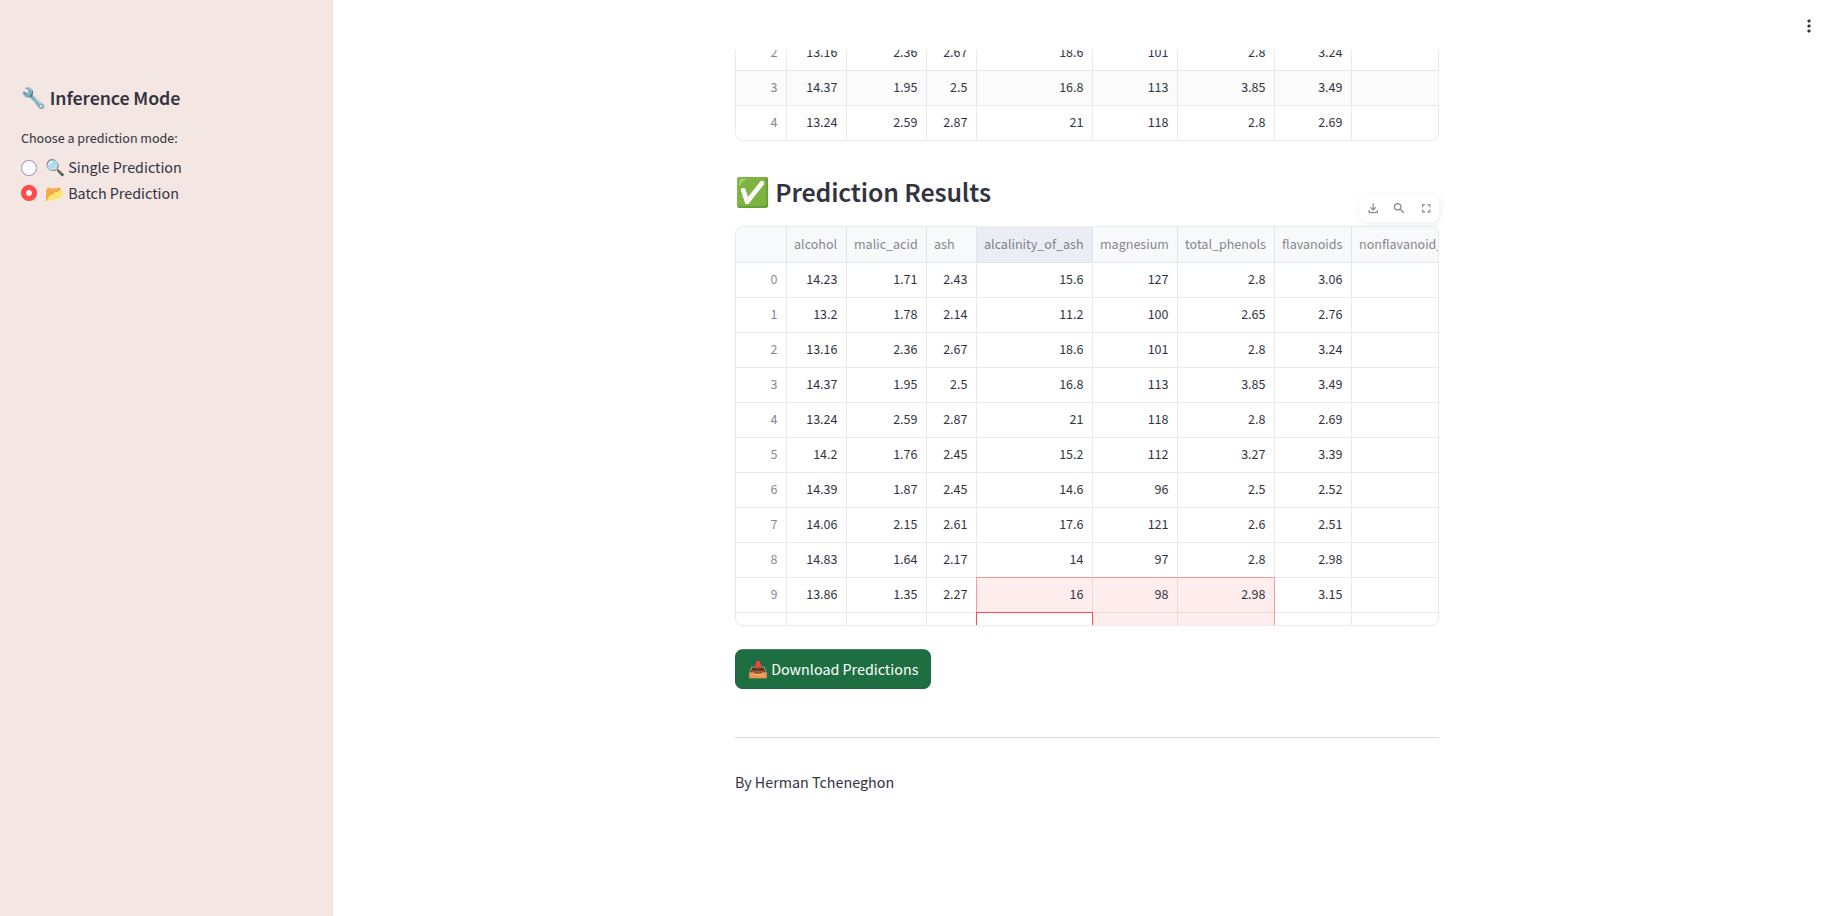 🔧 Inference Mode
Choose a prediction mode:
🔍 Single Prediction
📂 Batch Prediction
2 13.16 2.36 2.67 18.6 101 2.8 3.24
3 14.37 1.95 2.5 16.8 113 3.85 3.49
4 13.24 2.59 2.87 21 118 2.8 2.69
✅ Prediction Results
alcohol malic_acid ash alcalinity_of_ash magnesium total_phenols flavanoids nonflavanoid_
0 14.23 1.71 2.43 15.6 127 2.8 3.06
1 13.2 1.78 2.14 11.2 100 2.65 2.76
2 13.16 2.36 2.67 18.6 101 2.8 3.24
3 14.37 1.95 2.5 16.8 113 3.85 3.49
4 13.24 2.59 2.87 21 118 2.8 2.69
5 14.2 1.76 2.45 15.2 112 3.27 3.39
6 14.39 1.87 2.45 14.6 96 2.5 2.52
7 14.06 2.15 2.61 17.6 121 2.6 2.51
8 14.83 1.64 2.17 14 97 2.8 2.98
9 13.86 1.35 2.27 16 98 2.98 3.15
📥 Download Predictions
By Herman Tcheneghon